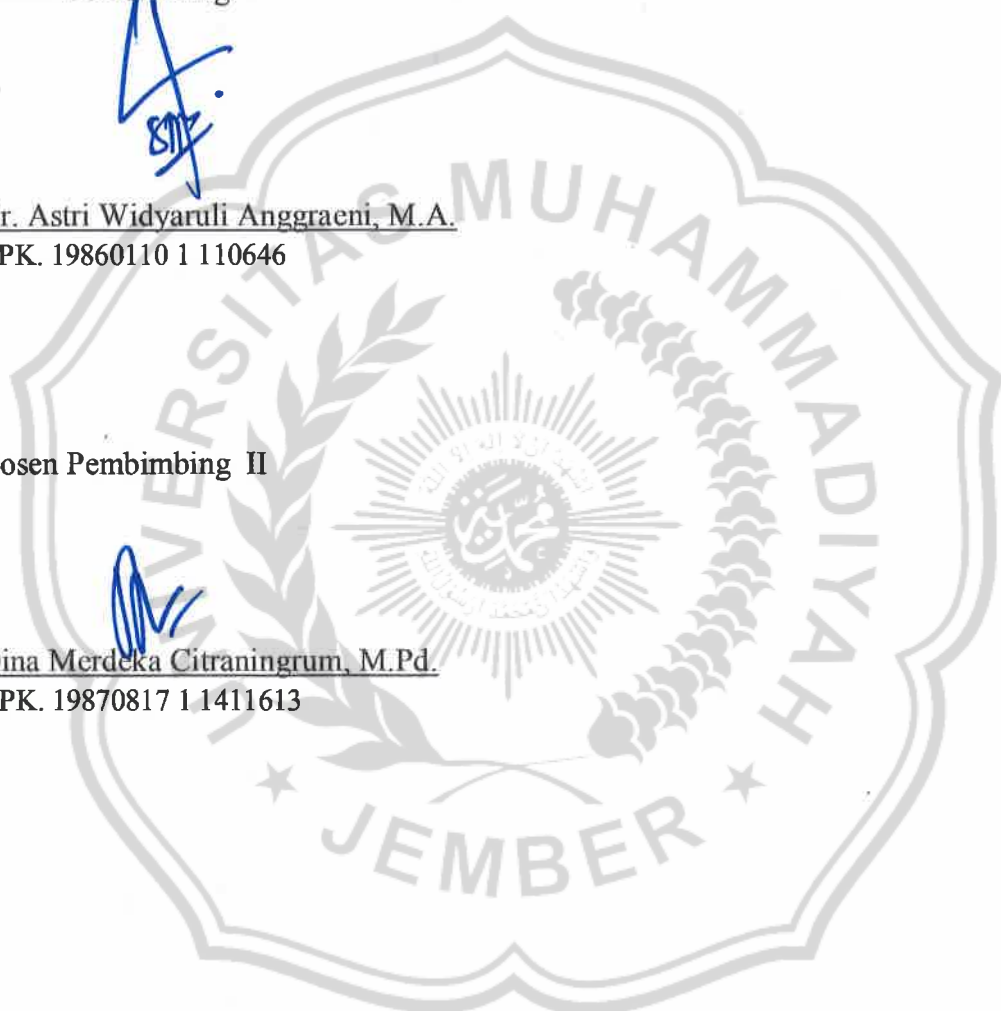 r. Astri Widyaruli Anggraeni, M.A.
PK. 19860110 1 110646
osen Pembimbing II
ina Merdeka Citraningrum, M.Pd.
PK. 19870817 1 1411613
UNIVERSITAS MUHAMMADIYAH
JEMBER